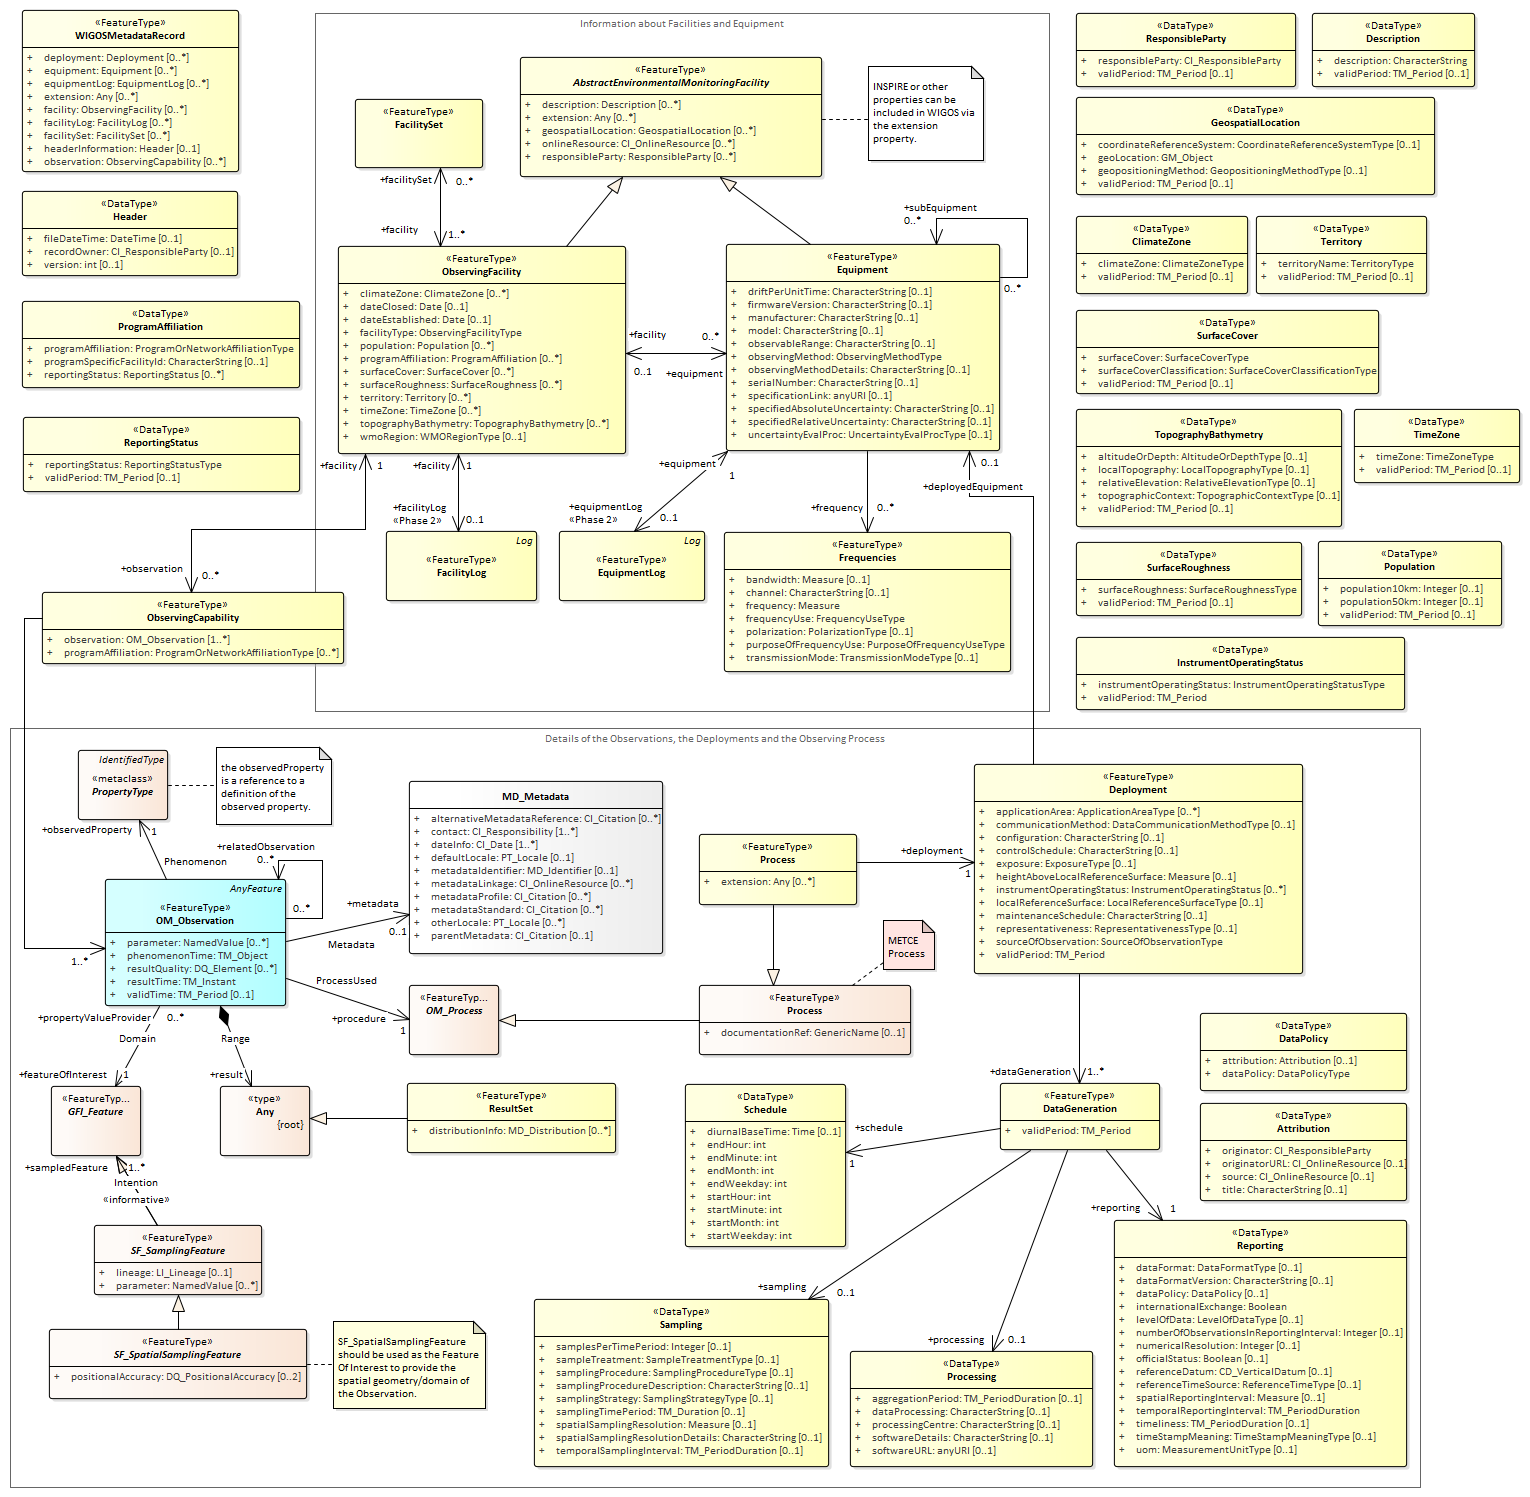 «FeatureType»
WIGOSMetadataRecord
+ deployment: Deployment [0..*]
+ equipment: Equipment [0..*]
+ equipmentLog: EquipmentLog [0..*]
+ extension: Any [0..*]
+ facility: ObservingFacility [0..*]
+ facilityLog: FacilityLog [0..*]
+ facilitySet: FacilitySet [0..*]
+ headerInformation: Header [0..1]
+ observation: ObservingCapability [0..*]
«DataType»
Header
+ fileDateTime: DateTime [0..1]
+ recordOwner: CI_ResponsibleParty [0..1]
+ version: int [0..1]
«DataType»
ProgramAffiliation
+ programAffiliation: ProgramOrNetworkAffiliationType
+ programSpecificFacilityId: CharacterString [0..1]
+ reportingStatus: ReportingStatus [0..*]
«DataType»
ReportingStatus
+ reportingStatus: ReportingStatusType
+ validPeriod: TM_Period [0..1]
Information about Facilities and Equipment
«FeatureType»
FacilitySet
«FeatureType»
AbstractEnvironmentalMonitoringFacility
+ description: Description [0..*]
+ extension: Any [0..*]
+ geospatialLocation: GeospatialLocation [0..*]
+ onlineResource: CI_OnlineResource [0..*]
+ responsibleParty: ResponsibleParty [0..*]
INSPIRE or other
properties can be
included in WIGOS via
the extension
property.
+facilitySet
0..*
+facility
1..*
+subEquipment
0..*
0..*
«FeatureType»
ObservingFacility
+ climateZone: ClimateZone [0..*]
+ dateClosed: Date [0..1]
+ dateEstablished: Date [0..1]
+ facilityType: ObservingFacilityType
+ population: Population [0..*]
+ programAffiliation: ProgramAffiliation [0..*]
+ surfaceCover: SurfaceCover [0..*]
+ surfaceRoughness: SurfaceRoughness [0..*]
+ territory: Territory [0..*]
+ timeZone: TimeZone [0..*]
+ topographyBathymetry: TopographyBathymetry [0..*]
+ wmoRegion: WMORegionType [0..1]
+facility
0..*
0..1
+equipment
«FeatureType»
Equipment
+ driftPerUnitTime: CharacterString [0..1]
+ firmwareVersion: CharacterString [0..1]
+ manufacturer: CharacterString [0..1]
+ model: CharacterString [0..1]
+ observableRange: CharacterString [0..1]
+ observingMethod: ObservingMethodType
+ observingMethodDetails: CharacterString [0..1]
+ serialNumber: CharacterString [0..1]
+ specificationLink: anyURI [0..1]
+ specifiedAbsoluteUncertainty: CharacterString [0..1]
+ specifiedRelativeUncertainty: CharacterString [0..1]
+ uncertaintyEvalProc: UncertaintyEvalProcType [0..1]
+facility 1
+facility 1
+facilityLog
«Phase 2»
0..1
+equipment
1
+equipmentLog
«Phase 2»
0..1
+frequency
0..*
0..1
+deployedEquipment
Log
«FeatureType»
FacilityLog
Log
«FeatureType»
EquipmentLog
«FeatureType»
Frequencies
+ bandwidth: Measure [0..1]
+ channel: CharacterString [0..1]
+ frequency: Measure
+ frequencyUse: FrequencyUseType
+ polarization: PolarizationType [0..1]
+ purposeOfFrequencyUse: PurposeOfFrequencyUseType
+ transmissionMode: TransmissionModeType [0..1]
+observation
0..*
«FeatureType»
ObservingCapability
+ observation: OM_Observation [1..*]
+ programAffiliation: ProgramOrNetworkAffiliationType [0..*]
«DataType»
ResponsibleParty
+ responsibleParty: CI_ResponsibleParty
+ validPeriod: TM_Period [0..1]
«DataType»
Description
+ description: CharacterString
+ validPeriod: TM_Period [0..1]
«DataType»
GeospatialLocation
+ coordinateReferenceSystem: CoordinateReferenceSystemType [0..1]
+ geoLocation: GM_Object
+ geopositioningMethod: GeopositioningMethodType [0..1]
+ validPeriod: TM_Period [0..1]
«DataType»
ClimateZone
+ climateZone: ClimateZoneType
+ validPeriod: TM_Period [0..1]
«DataType»
Territory
+ territoryName: TerritoryType
+ validPeriod: TM_Period [0..1]
«DataType»
SurfaceCover
+ surfaceCover: SurfaceCoverType
+ surfaceCoverClassification: SurfaceCoverClassificationType
+ validPeriod: TM_Period [0..1]
«DataType»
TopographyBathymetry
+ altitudeOrDepth: AltitudeOrDepthType [0..1]
+ localTopography: LocalTopographyType [0..1]
+ relativeElevation: RelativeElevationType [0..1]
+ topographicContext: TopographicContextType [0..1]
+ validPeriod: TM_Period [0..1]
«DataType»
TimeZone
+ timeZone: TimeZoneType
+ validPeriod: TM_Period [0..1]
«DataType»
SurfaceRoughness
+ surfaceRoughness: SurfaceRoughnessType
+ validPeriod: TM_Period [0..1]
«DataType»
Population
+ population10km: Integer [0..1]
+ population50km: Integer [0..1]
+ validPeriod: TM_Period [0..1]
«DataType»
InstrumentOperatingStatus
+ instrumentOperatingStatus: InstrumentOperatingStatusType
+ validPeriod: TM_Period
Details of the Observations, the Deployments and the Observing Process
IdentifiedType
«metaclass»
PropertyType
the observedProperty
is a reference to a
definition of the
observed property.
+observedProperty
1
Phenomenon
+relatedObservation
0..*
0..*
AnyFeature
«FeatureType»
OM_Observation
+ parameter: NamedValue [0..*]
+ phenomenonTime: TM_Object
+ resultQuality: DQ_Element [0..*]
+ resultTime: TM_Instant
+ validTime: TM_Period [0..1]
1..*
+metadata
0..1
Metadata
MD_Metadata
+ alternativeMetadataReference: CI_Citation [0..*]
+ contact: CI_Responsibility [1..*]
+ dateInfo: CI_Date [1..*]
+ defaultLocale: PT_Locale [0..1]
+ metadataIdentifier: MD_Identifier [0..1]
+ metadataLinkage: CI_OnlineResource [0..*]
+ metadataProfile: CI_Citation [0..*]
+ metadataStandard: CI_Citation [0..*]
+ otherLocale: PT_Locale [0..*]
+ parentMetadata: CI_Citation [0..1]
ProcessUsed
+procedure
1
«FeatureTyp...
OM_Process
«FeatureType»
Process
+ extension: Any [0..*]
+deployment
1
METCE
Process
«FeatureType»
Process
+ documentationRef: GenericName [0..1]
«FeatureType»
Deployment
+ applicationArea: ApplicationAreaType [0..*]
+ communicationMethod: DataCommunicationMethodType [0..1]
+ configuration: CharacterString [0..1]
+ controlSchedule: CharacterString [0..1]
+ exposure: ExposureType [0..1]
+ heightAboveLocalReferenceSurface: Measure [0..1]
+ instrumentOperatingStatus: InstrumentOperatingStatus [0..*]
+ localReferenceSurface: LocalReferenceSurfaceType [0..1]
+ maintenanceSchedule: CharacterString [0..1]
+ representativeness: RepresentativenessType [0..1]
+ sourceOfObservation: SourceOfObservationType
+ validPeriod: TM_Period
+propertyValueProvider
0..*
Domain
Range
+featureOfInterest
1
+result
«FeatureTyp...
GFI_Feature
«type»
Any
{root}
«FeatureType»
ResultSet
+ distributionInfo: MD_Distribution [0..*]
+sampledFeature
1..*
Intention
«informative»
«FeatureType»
SF_SamplingFeature
+ lineage: LI_Lineage [0..1]
+ parameter: NamedValue [0..*]
«FeatureType»
SF_SpatialSamplingFeature
+ positionalAccuracy: DQ_PositionalAccuracy [0..2]
SF_SpatialSamplingFeature
should be used as the Feature
Of Interest to provide the
spatial geometry/domain of
the Observation.
«DataType»
Schedule
+ diurnalBaseTime: Time [0..1]
+ endHour: int
+ endMinute: int
+ endMonth: int
+ endWeekday: int
+ startHour: int
+ startMinute: int
+ startMonth: int
+ startWeekday: int
+schedule
1
+dataGeneration
1..*
«FeatureType»
DataGeneration
+ validPeriod: TM_Period
«DataType»
DataPolicy
+ attribution: Attribution [0..1]
+ dataPolicy: DataPolicyType
«DataType»
Attribution
+ originator: CI_ResponsibleParty
+ originatorURL: CI_OnlineResource [0..1]
+ source: CI_OnlineResource [0..1]
+ title: CharacterString [0..1]
+sampling
0..1
+processing
0..1
+reporting
1
«DataType»
Sampling
+ samplesPerTimePeriod: Integer [0..1]
+ sampleTreatment: SampleTreatmentType [0..1]
+ samplingProcedure: SamplingProcedureType [0..1]
+ samplingProcedureDescription: CharacterString [0..1]
+ samplingStrategy: SamplingStrategyType [0..1]
+ samplingTimePeriod: TM_Duration [0..1]
+ spatialSamplingResolution: Measure [0..1]
+ spatialSamplingResolutionDetails: CharacterString [0..1]
+ temporalSamplingInterval: TM_PeriodDuration [0..1]
«DataType»
Processing
+ aggregationPeriod: TM_PeriodDuration [0..1]
+ dataProcessing: CharacterString [0..1]
+ processingCentre: CharacterString [0..1]
+ softwareDetails: CharacterString [0..1]
+ softwareURL: anyURI [0..1]
«DataType»
Reporting
+ dataFormat: DataFormatType [0..1]
+ dataFormatVersion: CharacterString [0..1]
+ dataPolicy: DataPolicy [0..1]
+ internationalExchange: Boolean
+ levelOfData: LevelOfDataType [0..1]
+ numberOfObservationsInReportingInterval: Integer [0..1]
+ numericalResolution: Integer [0..1]
+ officialStatus: Boolean [0..1]
+ referenceDatum: CD_VerticalDatum [0..1]
+ referenceTimeSource: ReferenceTimeType [0..1]
+ spatialReportingInterval: Measure [0..1]
+ temporalReportingInterval: TM_PeriodDuration
+ timeliness: TM_PeriodDuration [0..1]
+ timeStampMeaning: TimeStampMeaningType [0..1]
+ uom: MeasurementUnitType [0..1]